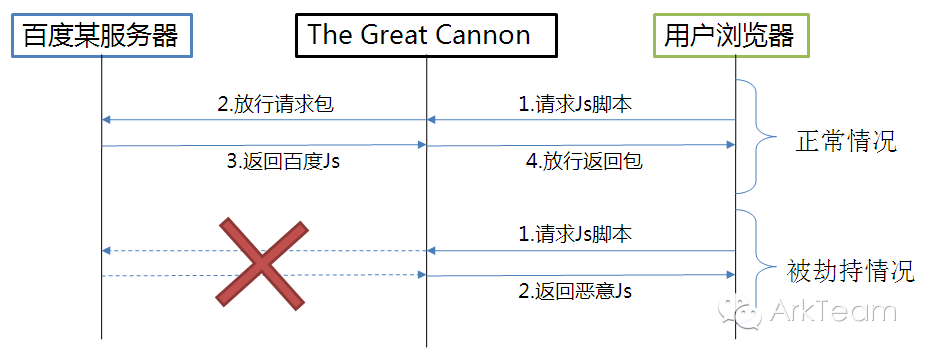 百度某服务器
The Great Cannon
用户浏览器
2.放行请求包
1.请求Js脚本
3.返回百度Js
4.放行返回包
正常情况
1.请求Js脚本
2.返回恶意Js
被劫持情况
ArkTeam